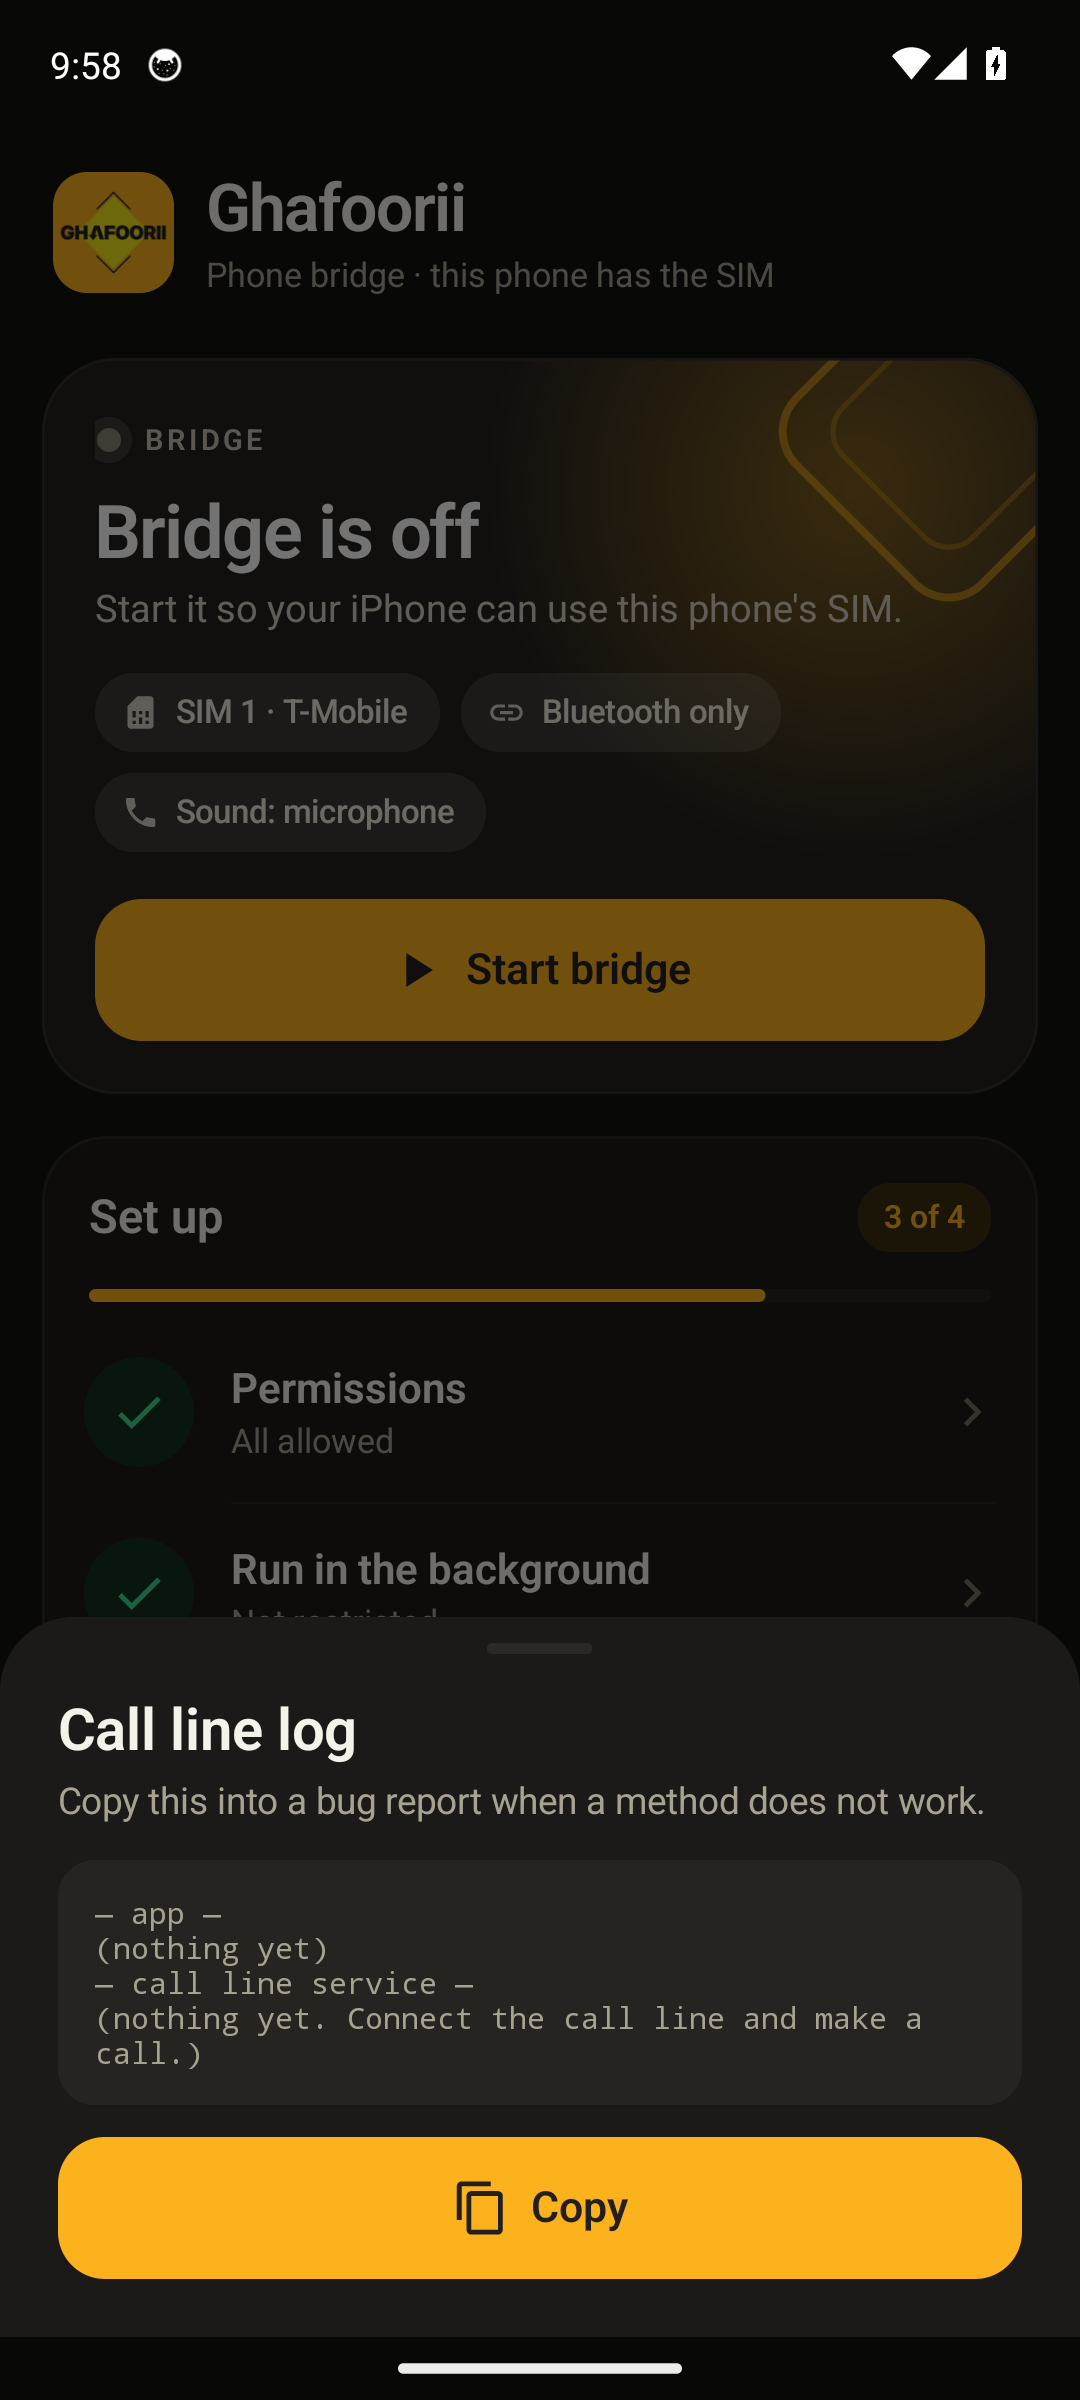 9:58
GHAFOORII
Ghafoorii
Phone bridge · this phone has the SIM
BRIDGE
Bridge is off
Start it so your iPhone can use this phone's SIM.
SIM 1 · T-Mobile
Bluetooth only
Sound: microphone
Start bridge
Set up
3 of 4
Permissions
All allowed
Run in the background
Not restricted
Call line log
Copy this into a bug report when a method does not work.
— app —
(nothing yet)
— call line service —
(nothing yet. Connect the call line and make a
call.)
Copy